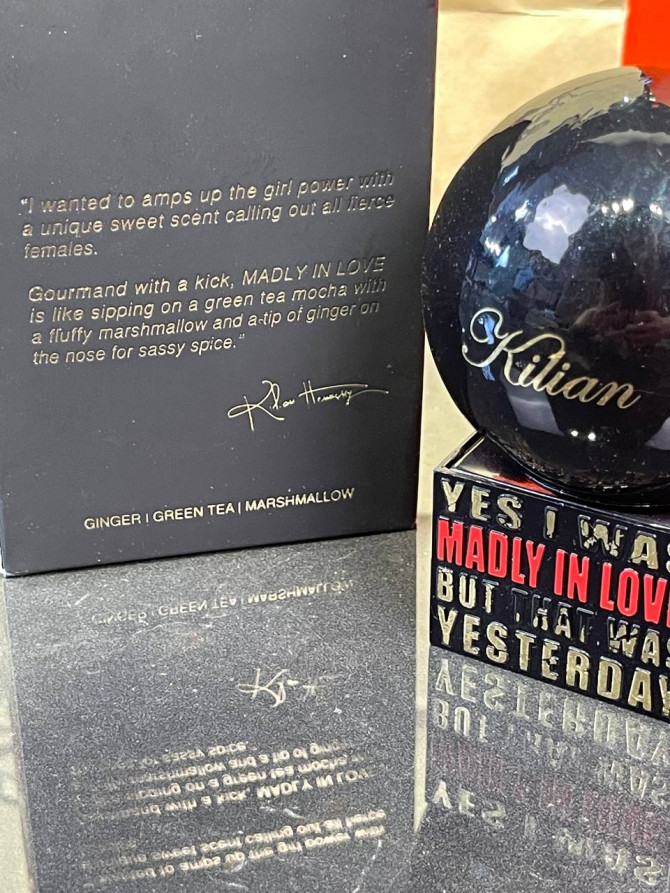 "I wanted to amps up the girl power with
a unique sweet scent calling out all fierce
females.
Gourmand with a kick, MADLY IN LOVE
is like sipping on a green tea mocha with
a fluffy marshmallow and a tip of ginger on
the nose for sassy spice."
Kilian Hennessy
GINGER | GREEN TEA | MARSHMALLOW
Kilian
YES I WAS
MADLY IN LOVE
BUT THAT WAS
YESTERDAY